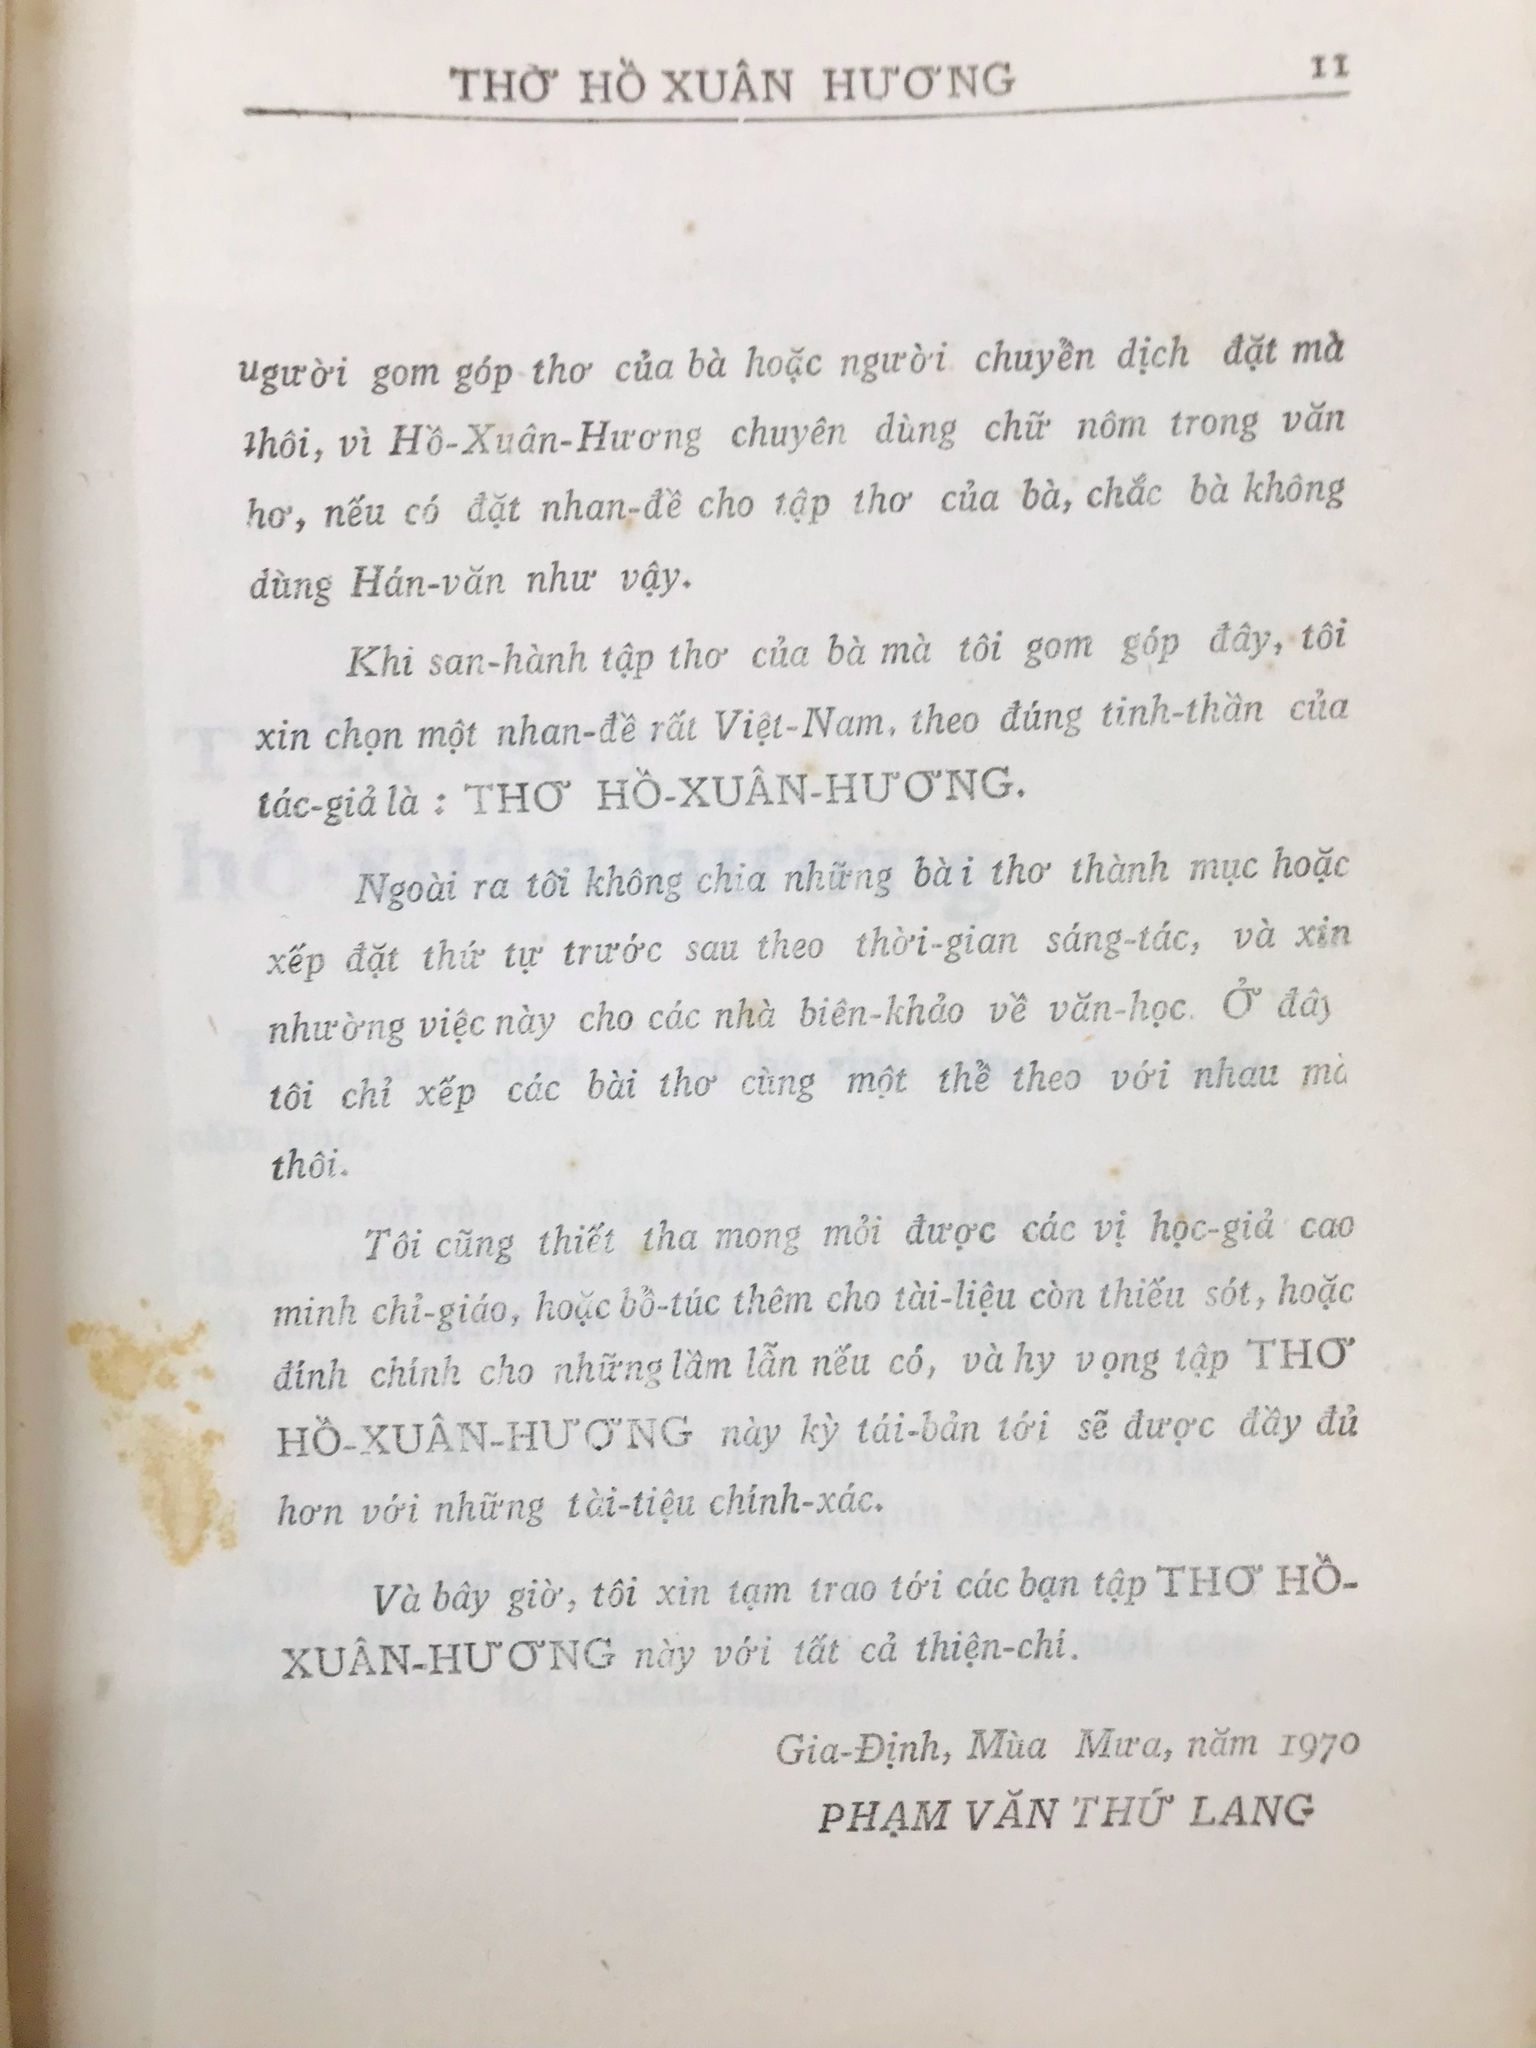 THỜ HỒ XUÂN HƯƠNG 11
người gom góp thơ của bà hoặc người chuyển dịch đặt mà
thôi, vì Hồ-Xuân-Hương chuyên dùng chữ nôm trong văn
hơ, nếu có đặt nhan-đề cho tập thơ của bà, chắc bà không
dùng Hán-văn như vậy.
Khi san-hành tập thơ của bà mà tôi gom góp đây, tôi
xin chọn một nhan-đề rất Việt-Nam, theo đúng tinh-thần của
tác-giả là : THƠ HỒ-XUÂN-HƯƠNG.
Ngoài ra tôi không chia những bài thơ thành mục hoặc
xếp đặt thứ tự trước sau theo thời-gian sáng-tác, và xin
nhường việc này cho các nhà biên-khảo về văn-học. Ở đây
tôi chỉ xếp các bài thơ cùng một thể theo với nhau mà
thôi.
Tôi cũng thiết tha mong mỏi được các vị học-giả cao
minh chỉ-giáo, hoặc bổ-túc thêm cho tài-liệu còn thiếu sót, hoặc
đính chính cho những lầm lẫn nếu có, và hy vọng tập THƠ
HỒ-XUÂN-HƯƠNG này kỳ tái-bản tới sẽ được đầy đủ
hơn với những tài-tiệu chính-xác.
Và bây giờ, tôi xin tạm trao tới các bạn tập THƠ HỒ-
XUÂN-HƯƠNG này với tất cả thiện-chí.
Gia-Định, Mùa Mưa, năm 1970
PHẠM VĂN THỨ LANG